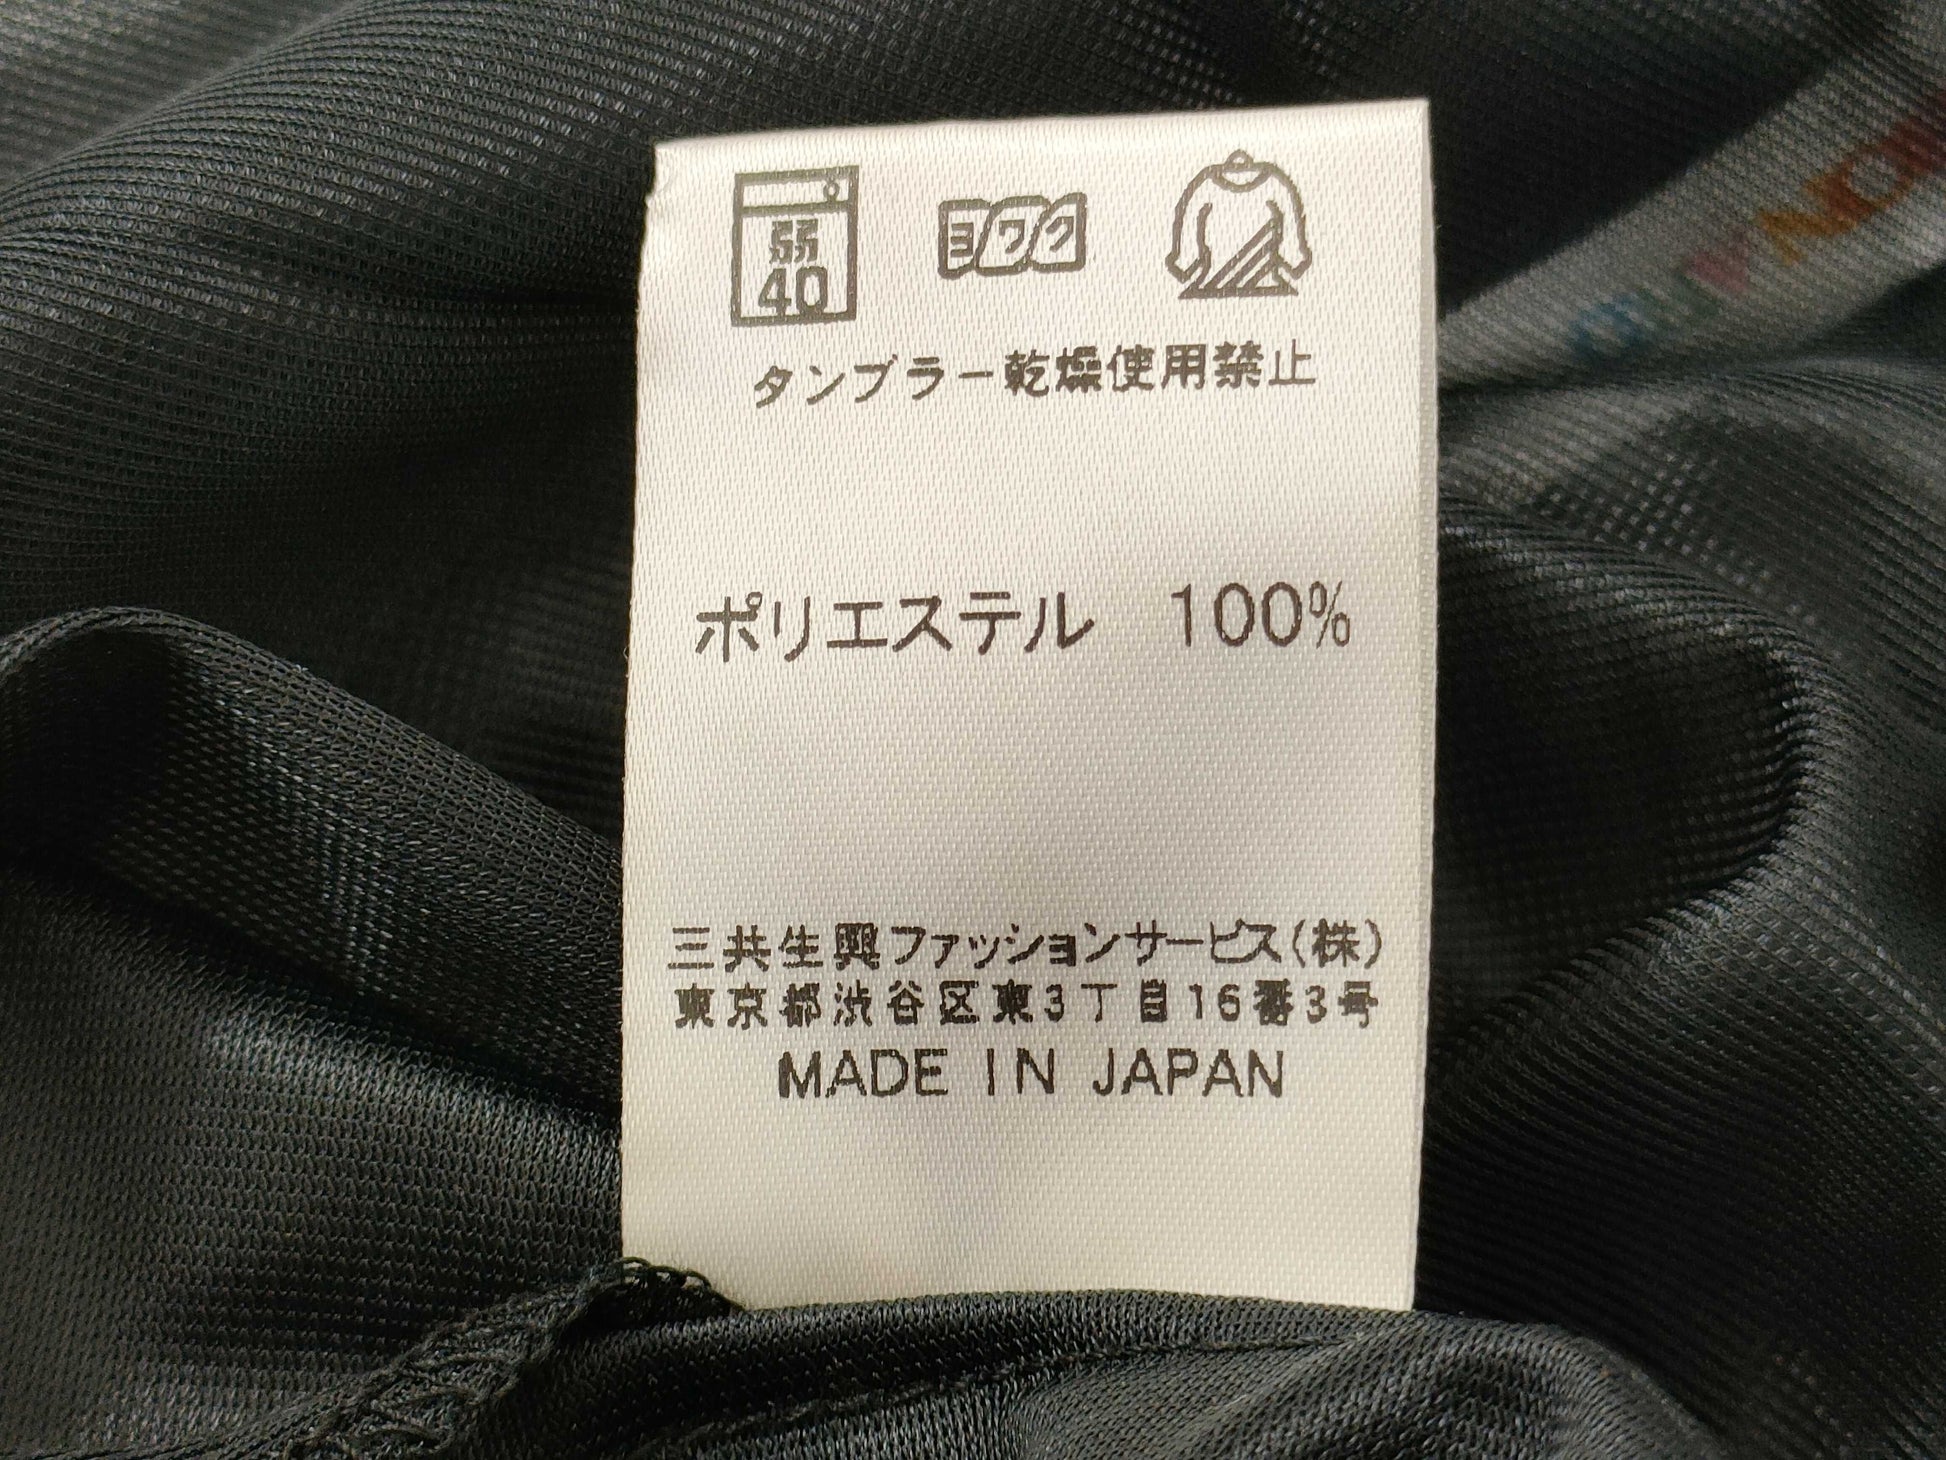 弱
40
ヨワク
タンブラー乾燥使用禁止
ポリエステル 100%
三共生興ファッションサービス(株)
東京都渋谷区東3丁目16番3号
MADE IN JAPAN